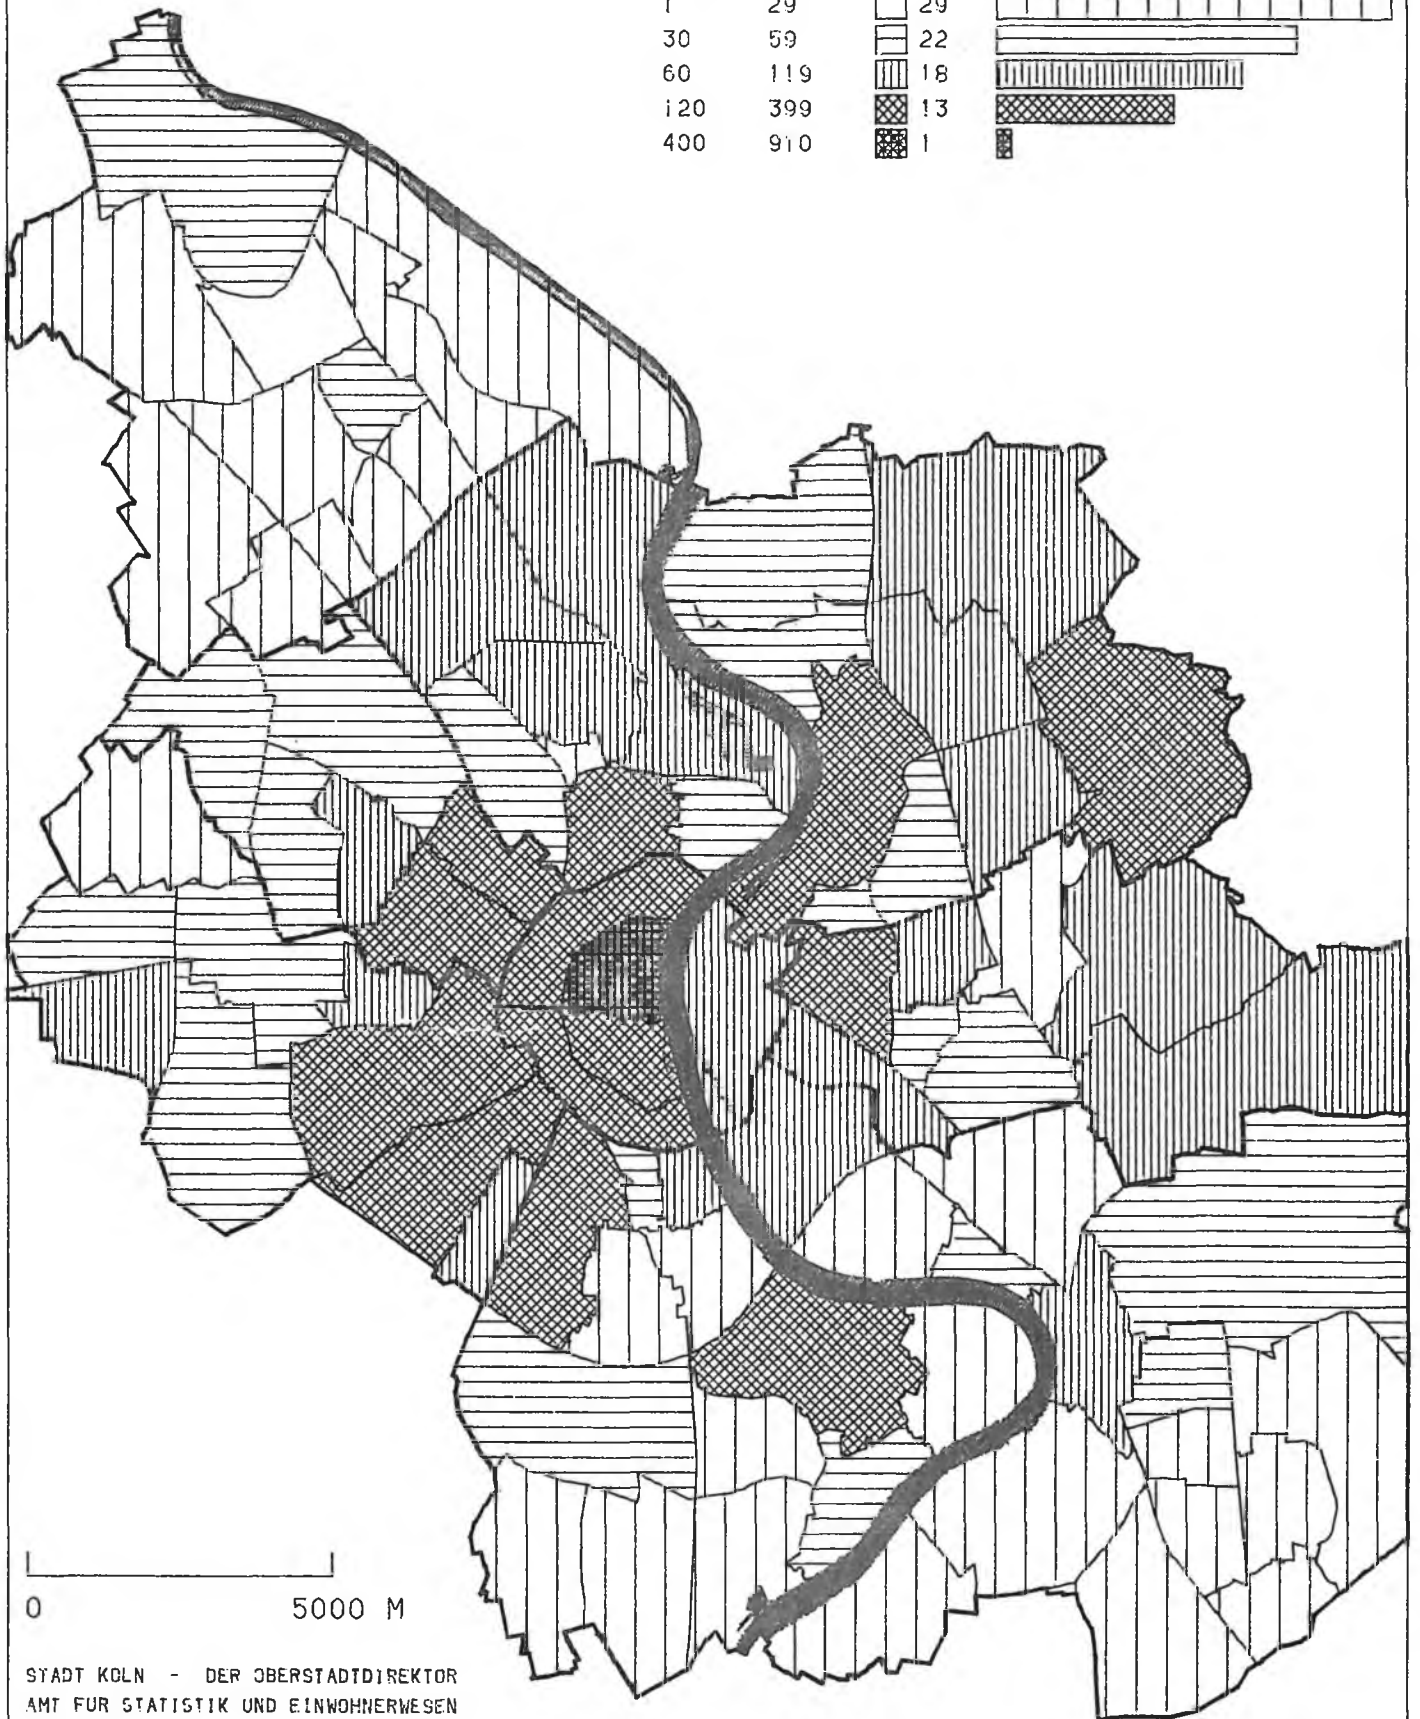 1 29 29
30 59 22
60 119 18
120 399 13
400 910 1
0 5000 M
STADT KOLN - DER OBERSTADTDIREKTOR
AMT FUR STATISTIK UND EINWOHNERWESEN